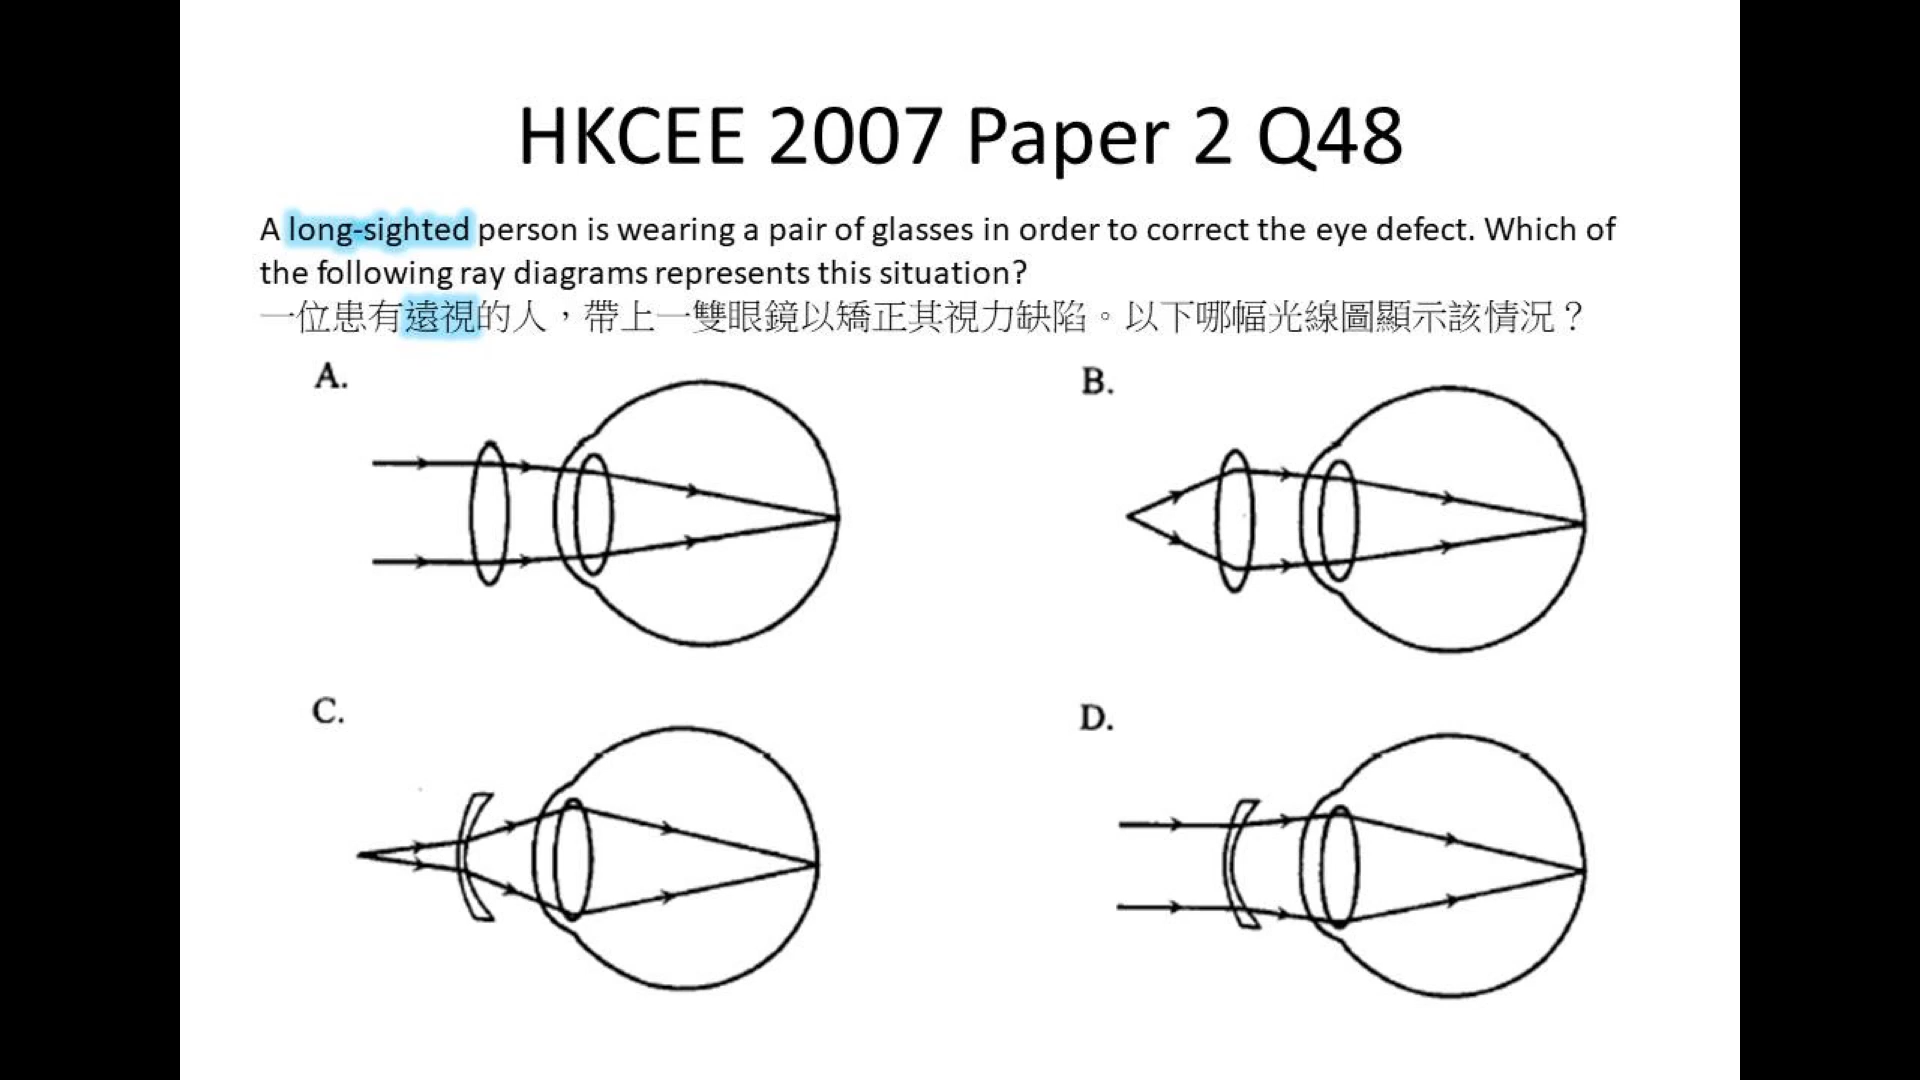 HKCEE 2007 Paper 2 Q48
A long-sighted person is wearing a pair of glasses in order to correct the eye defect. Which of
the following ray diagrams represents this situation?
一位患有遠視的人，帶上一雙眼鏡以矯正其視力缺陷。以下哪幅光線圖顯示該情況？
A.
B.
C.
D.